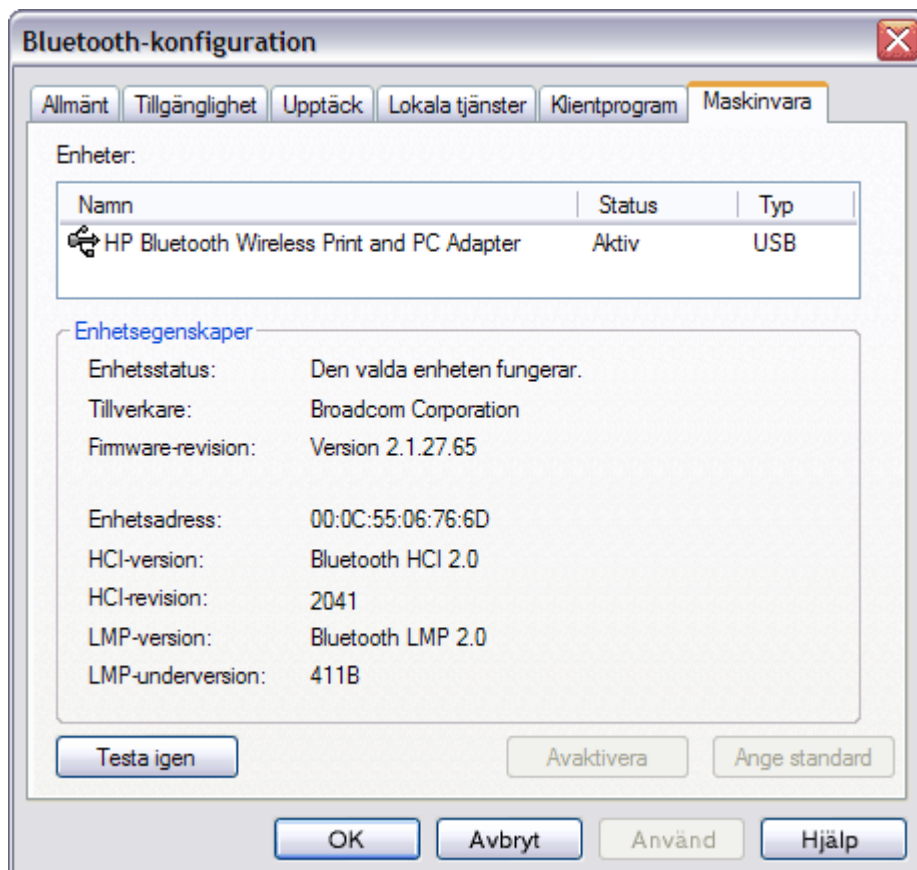 Bluetooth-konfiguration
Allmänt Tillgänglighet Upptäck Lokala tjänster Klientprogram Maskinvara
Enheter:
Namn Status Typ
HP Bluetooth Wireless Print and PC Adapter Aktiv USB
Enhetsegenskaper
Enhetsstatus: Den valda enheten fungerar.
Tillverkare: Broadcom Corporation
Firmware-revision: Version 2.1.27.65
Enhetsadress: 00:0C:55:06:76:6D
HCI-version: Bluetooth HCI 2.0
HCI-revision: 2041
LMP-version: Bluetooth LMP 2.0
LMP-underversion: 411B
Testa igen Avaktivera Ange standard
OK Avbryt Använd Hjälp